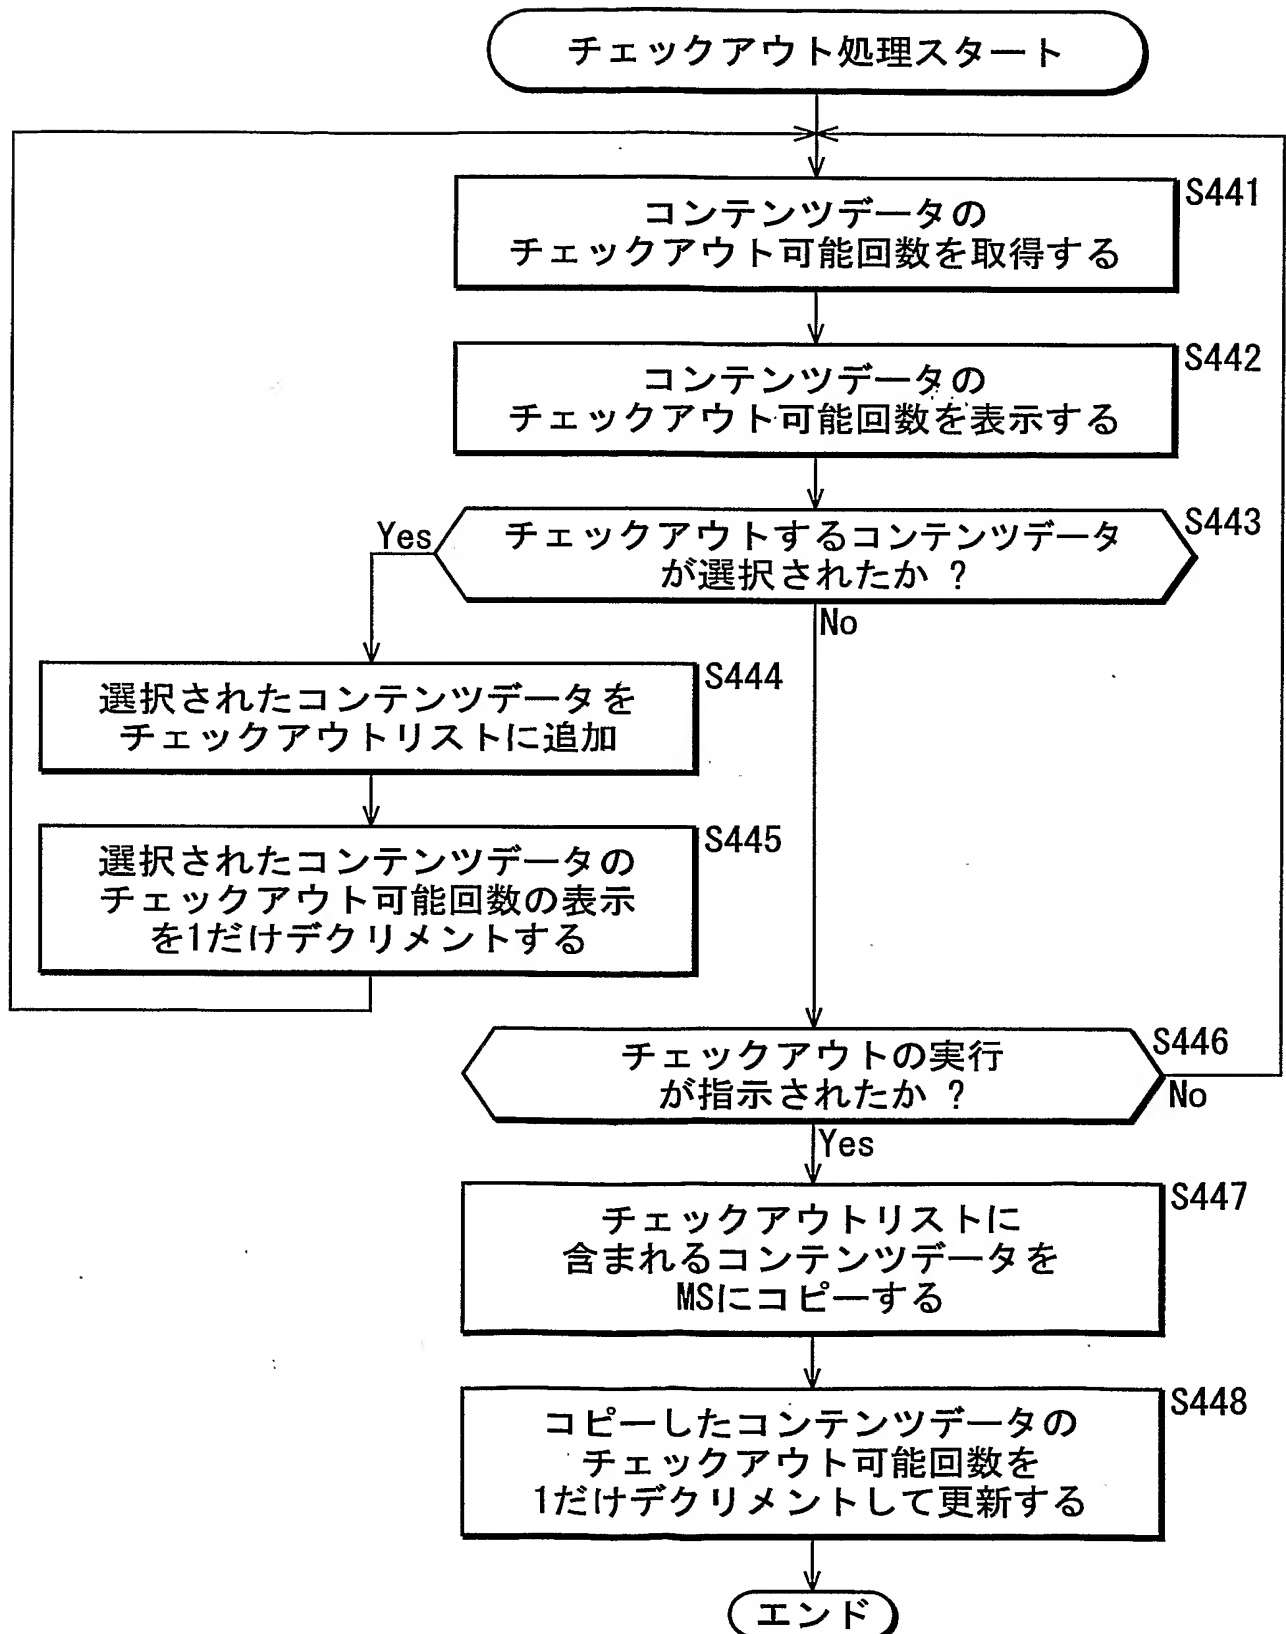 チェックアウト処理スタート
S441
コンテンツデータの
チェックアウト可能回数を取得する
S442
コンテンツデータの
チェックアウト可能回数を表示する
S443
チェックアウトするコンテンツデータ
が選択されたか ?
Yes
No
S444
選択されたコンテンツデータを
チェックアウトリストに追加
S445
選択されたコンテンツデータの
チェックアウト可能回数の表示
を1だけデクリメントする
S446
チェックアウトの実行
が指示されたか ?
No
Yes
S447
チェックアウトリストに
含まれるコンテンツデータを
MSにコピーする
S448
コピーしたコンテンツデータの
チェックアウト可能回数を
1だけデクリメントして更新する
エンド